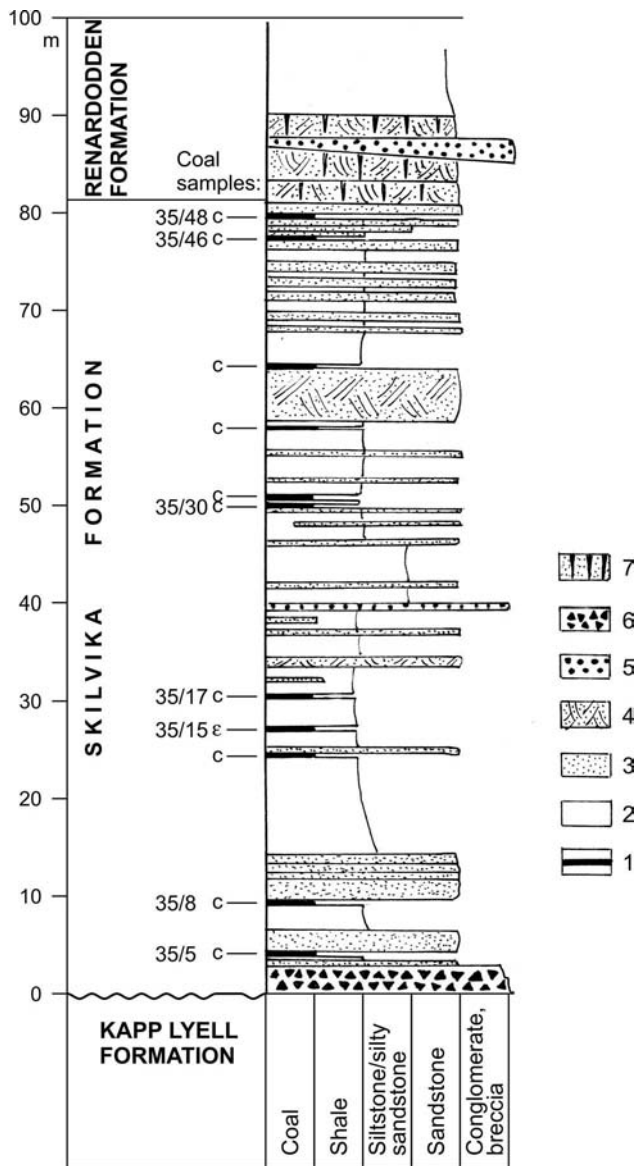 100
m
90
80
70
60
50
40
30
20
10
0
RENARDODDEN
FORMATION
SKILVIKA FORMATION
Coal
samples:
35/48 c
35/46 c
c
c
c
35/30 c
35/17 c
35/15 ε
c
35/8 c
35/5 c
KAPP LYELL
FORMATION
Coal
Shale
Siltstone/silty
sandstone
Sandstone
Conglomerate,
breccia
7
6
5
4
3
2
1